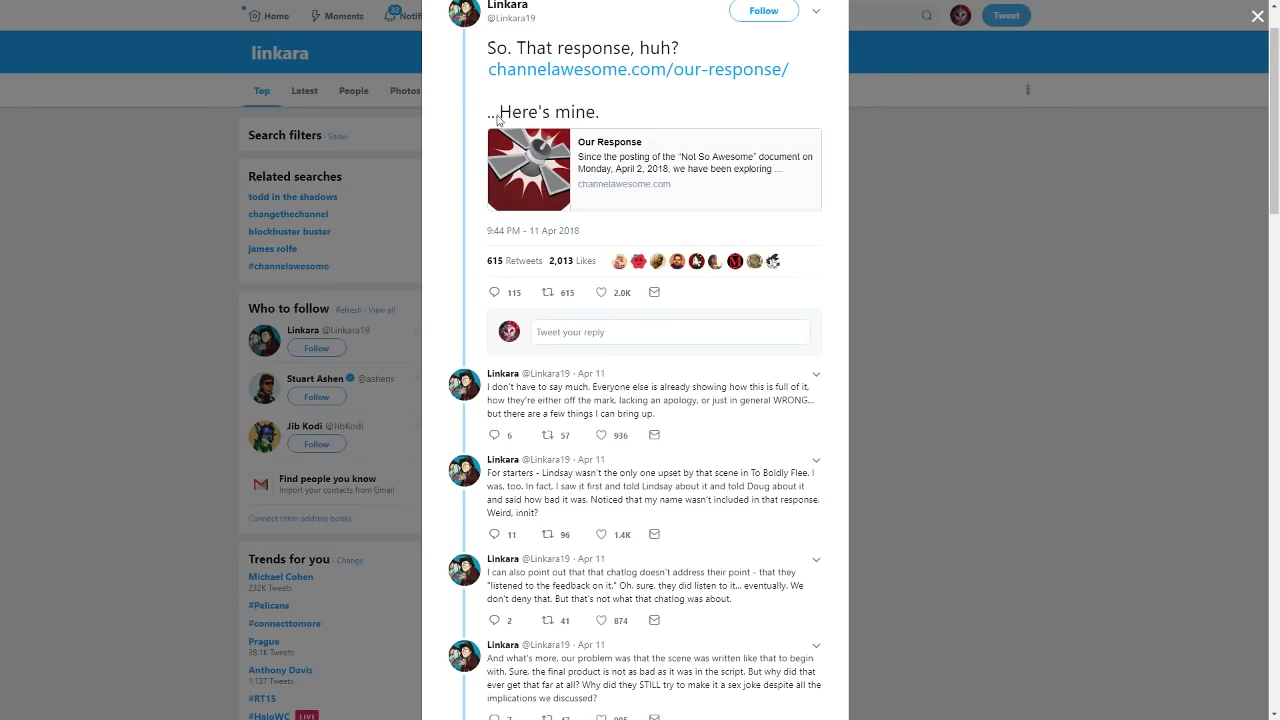 Home
Moments
32
Notifi
Tweet
linkara
Top
Latest
People
Photos
Search filters · Show
Related searches
todd in the shadows
changethechannel
blockbuster buster
james rolfe
#channelawesome
Who to follow · Refresh · View all
Linkara @Linkara19
Follow
Stuart Ashen @ashens
Follow
Jib Kodi @JibKodi
Follow
Find people you know
Import your contacts from Gmail
Connect other address books
Trends for you · Change
Michael Cohen
232K Tweets
#Pelicans
#connecttomore
Prague
38.1K Tweets
Anthony Davis
1,137 Tweets
#RT15
#HaloWC LIVE
Linkara
@Linkara19
Follow
So. That response, huh?
channelawesome.com/our-response/
...Here's mine.
Our Response
Since the posting of the "Not So Awesome" document on
Monday, April 2, 2018, we have been exploring ...
channelawesome.com
9:44 PM - 11 Apr 2018
615 Retweets 2,013 Likes
115 615 2.0K
Tweet your reply
Linkara @Linkara19 · Apr 11
I don't have to say much. Everyone else is already showing how this is full of it,
how they're either off the mark, lacking an apology, or just in general WRONG...
but there are a few things I can bring up.
6 57 936
Linkara @Linkara19 · Apr 11
For starters - Lindsay wasn't the only one upset by that scene in To Boldly Flee. I
was, too. In fact, I saw it first and told Lindsay about it and told Doug about it
and said how bad it was. Noticed that my name wasn't included in that response.
Weird, innit?
11 96 1.4K
Linkara @Linkara19 · Apr 11
I can also point out that that chatlog doesn't address their point - that they
"listened to the feedback on it." Oh, sure, they did listen to it... eventually. We
don't deny that. But that's not what that chatlog was about.
2 41 874
Linkara @Linkara19 · Apr 11
And what's more, our problem was that the scene was written like that to begin
with. Sure, the final product is not as bad as it was in the script. But why did that
ever get that far at all? Why did they STILL try to make it a sex joke despite all the
implications we discussed?